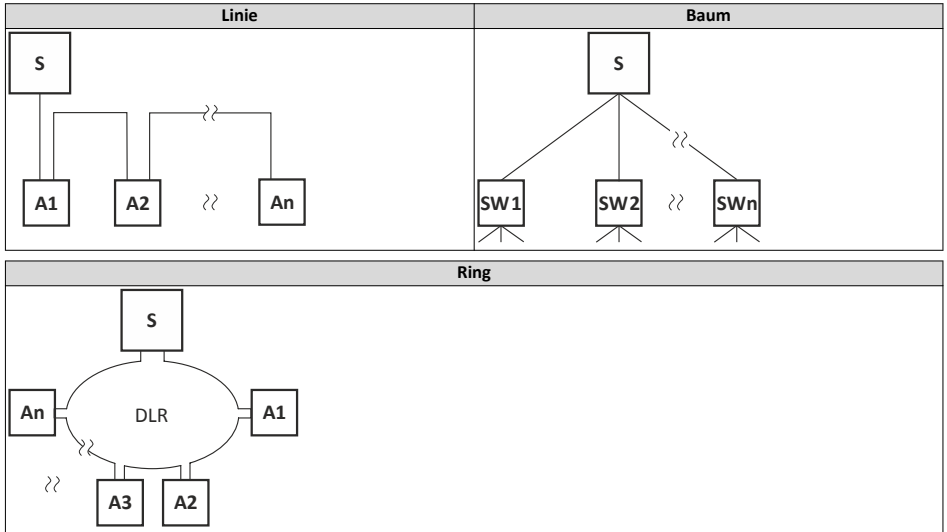 Linie
Baum
S
S
A1 A2 An
SW1 SW2 SWn
Ring
S
An DLR A1
A3 A2